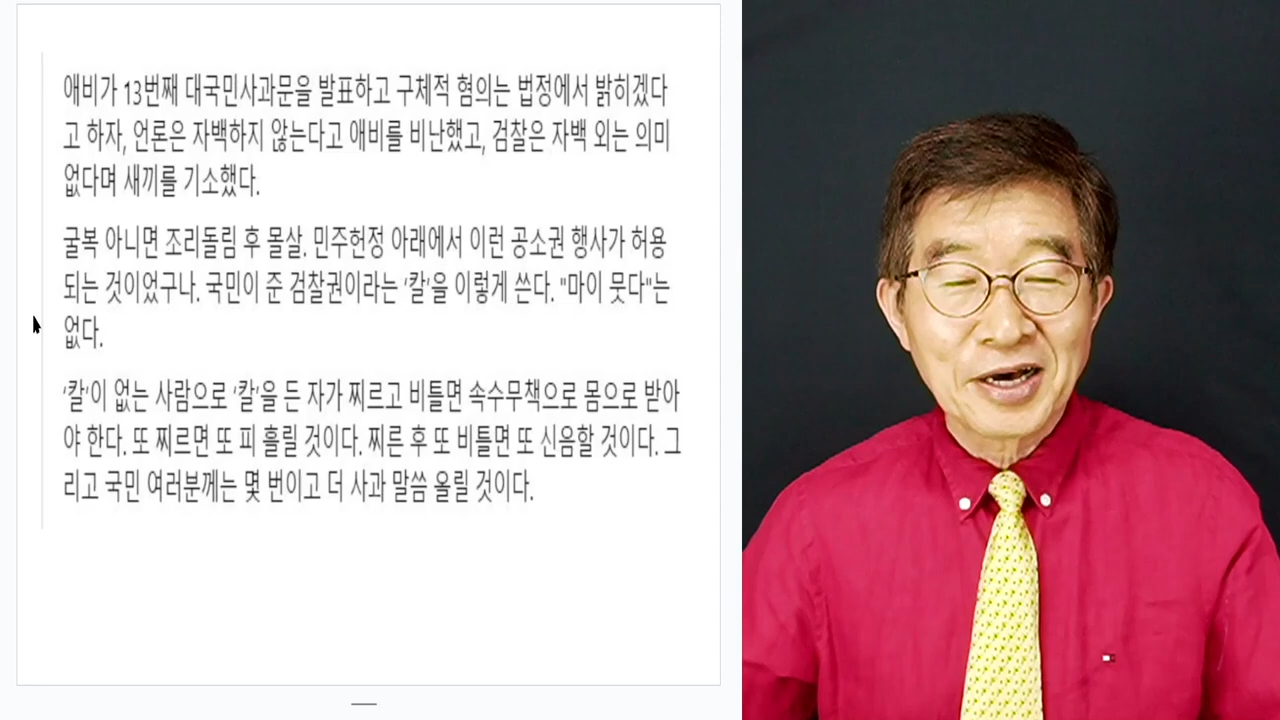 애비가 13번째 대국민사과문을 발표하고 구체적 혐의는 법정에서 밝히겠다
고 하자, 언론은 자백하지 않는다고 애비를 비난했고, 검찰은 자백 외는 의미
없다며 새끼를 기소했다.
굴복 아니면 조리돌림 후 몰살. 민주헌정 아래에서 이런 공소권 행사가 허용
되는 것이었구나. 국민이 준 검찰권이라는 '칼'을 이렇게 쓴다. "마이 뭇다"는
없다.
'칼'이 없는 사람으로 '칼'을 든 자가 찌르고 비틀면 속수무책으로 몸으로 받아
야 한다. 또 찌르면 또 피 흘릴 것이다. 찌른 후 또 비틀면 또 신음할 것이다. 그
리고 국민 여러분께는 몇 번이고 더 사과 말씀 올릴 것이다.